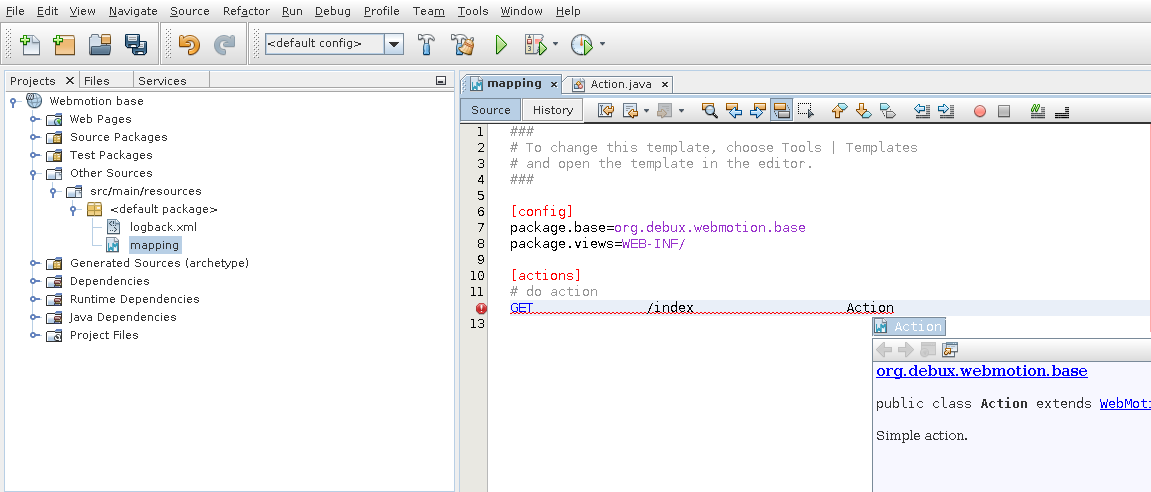 File Edit View Navigate Source Refactor Run Debug Profile Team Tools Window Help
<default config>
Projects Files Services
Webmotion base
Web Pages
Source Packages
Test Packages
Other Sources
src/main/resources
<default package>
logback.xml
mapping
Generated Sources (archetype)
Dependencies
Runtime Dependencies
Java Dependencies
Project Files
mapping Action.java
Source History
1 ###
2 # To change this template, choose Tools | Templates
3 # and open the template in the editor.
4 ###
5
6 [config]
7 package.base=org.debux.webmotion.base
8 package.views=WEB-INF/
9
10 [actions]
11 # do action
GET /index Action
13
Action
org.debux.webmotion.base
public class Action extends WebMoti
Simple action.